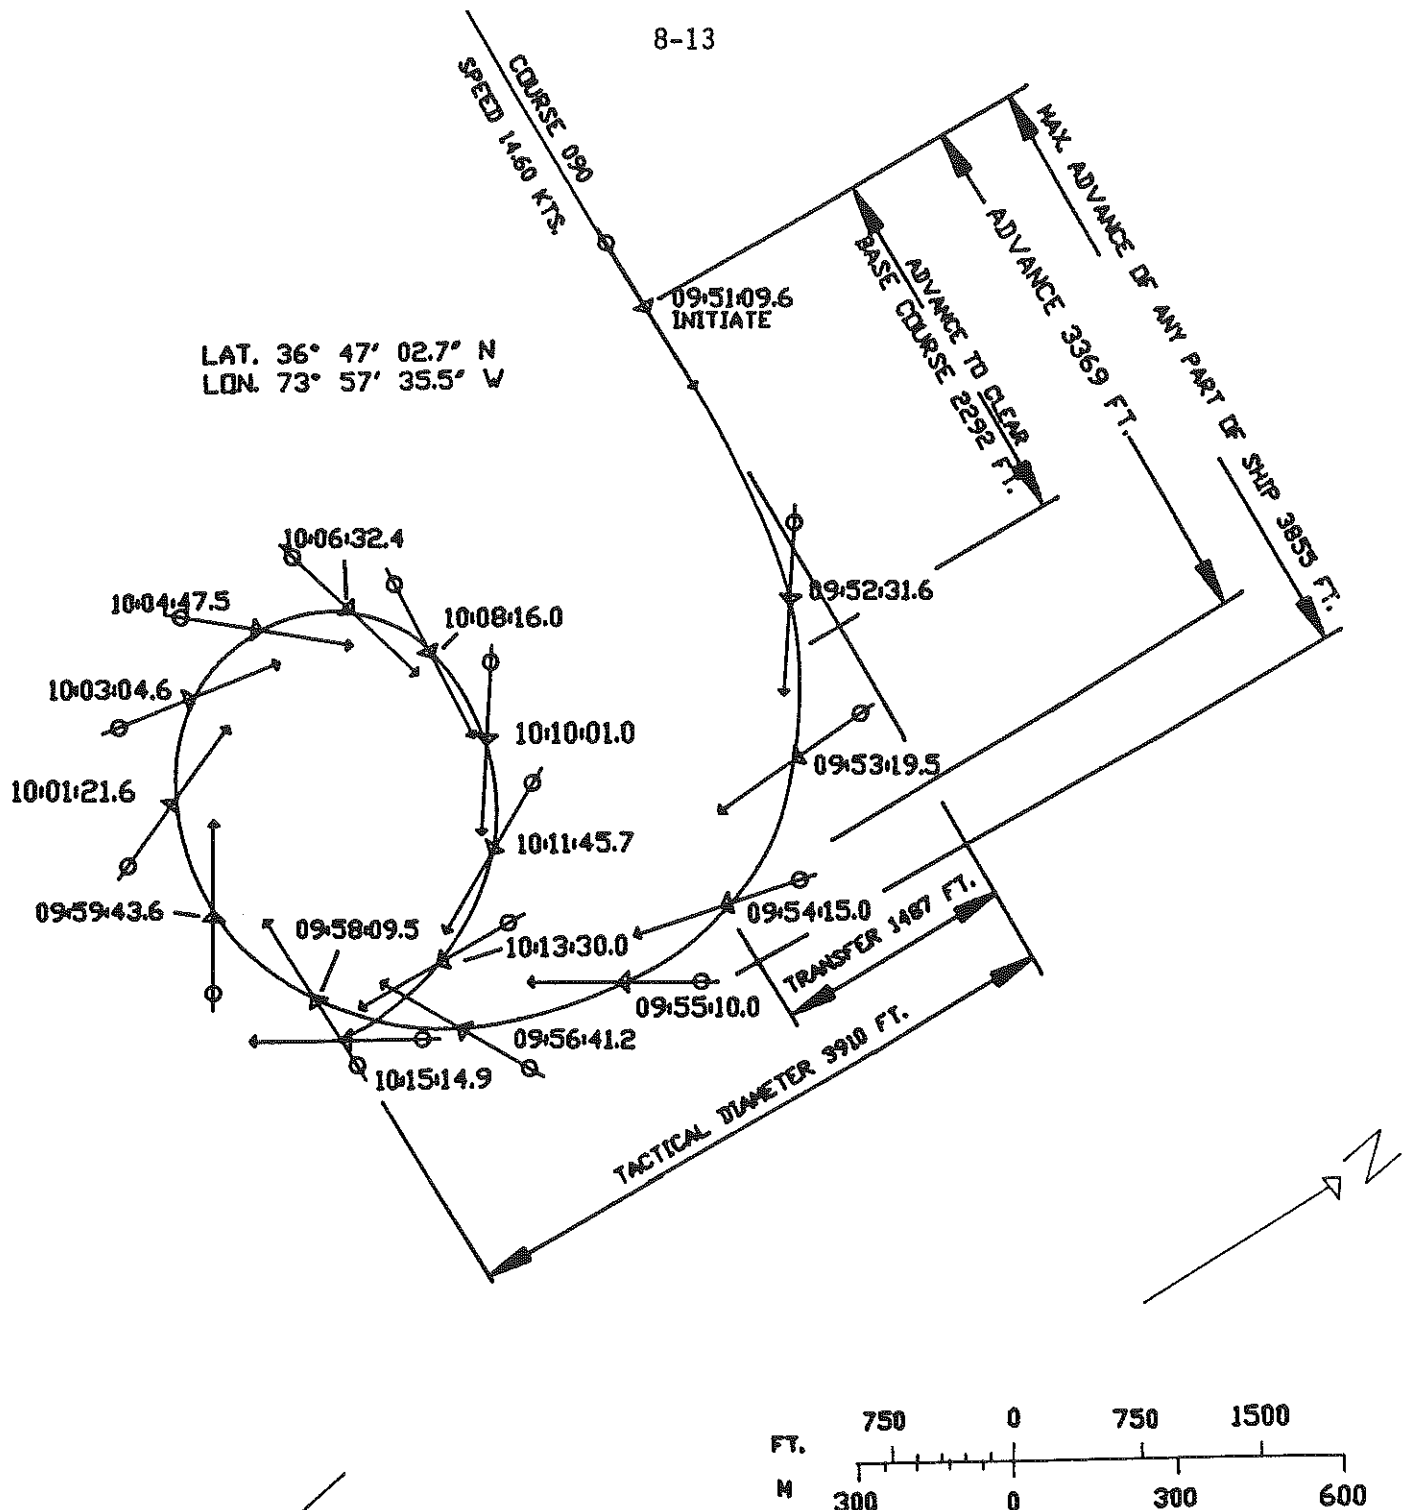 8-13
COURSE 090
SPEED 14.60 KTS.
MAX. ADVANCE OF ANY PART OF SHIP 3855 FT.
ADVANCE 3369 FT.
ADVANCE TO CLEAR
BASE COURSE 2292 FT.
09:51:09.6
INITIATE
LAT. 36° 47' 02.7" N
LON. 73° 57' 35.5" W
10:06:32.4
10:04:47.5
10:08:16.0
09:52:31.6
10:03:04.6
10:10:01.0
09:53:19.5
10:01:21.6
10:11:45.7
09:59:43.6
09:58:09.5
09:54:15.0
10:13:30.0
TRANSFER 1487 FT.
09:55:10.0
09:56:41.2
10:15:14.9
TACTICAL DIAMETER 3910 FT.
N
750 0 750 1500
FT.
M
300 0 300 600